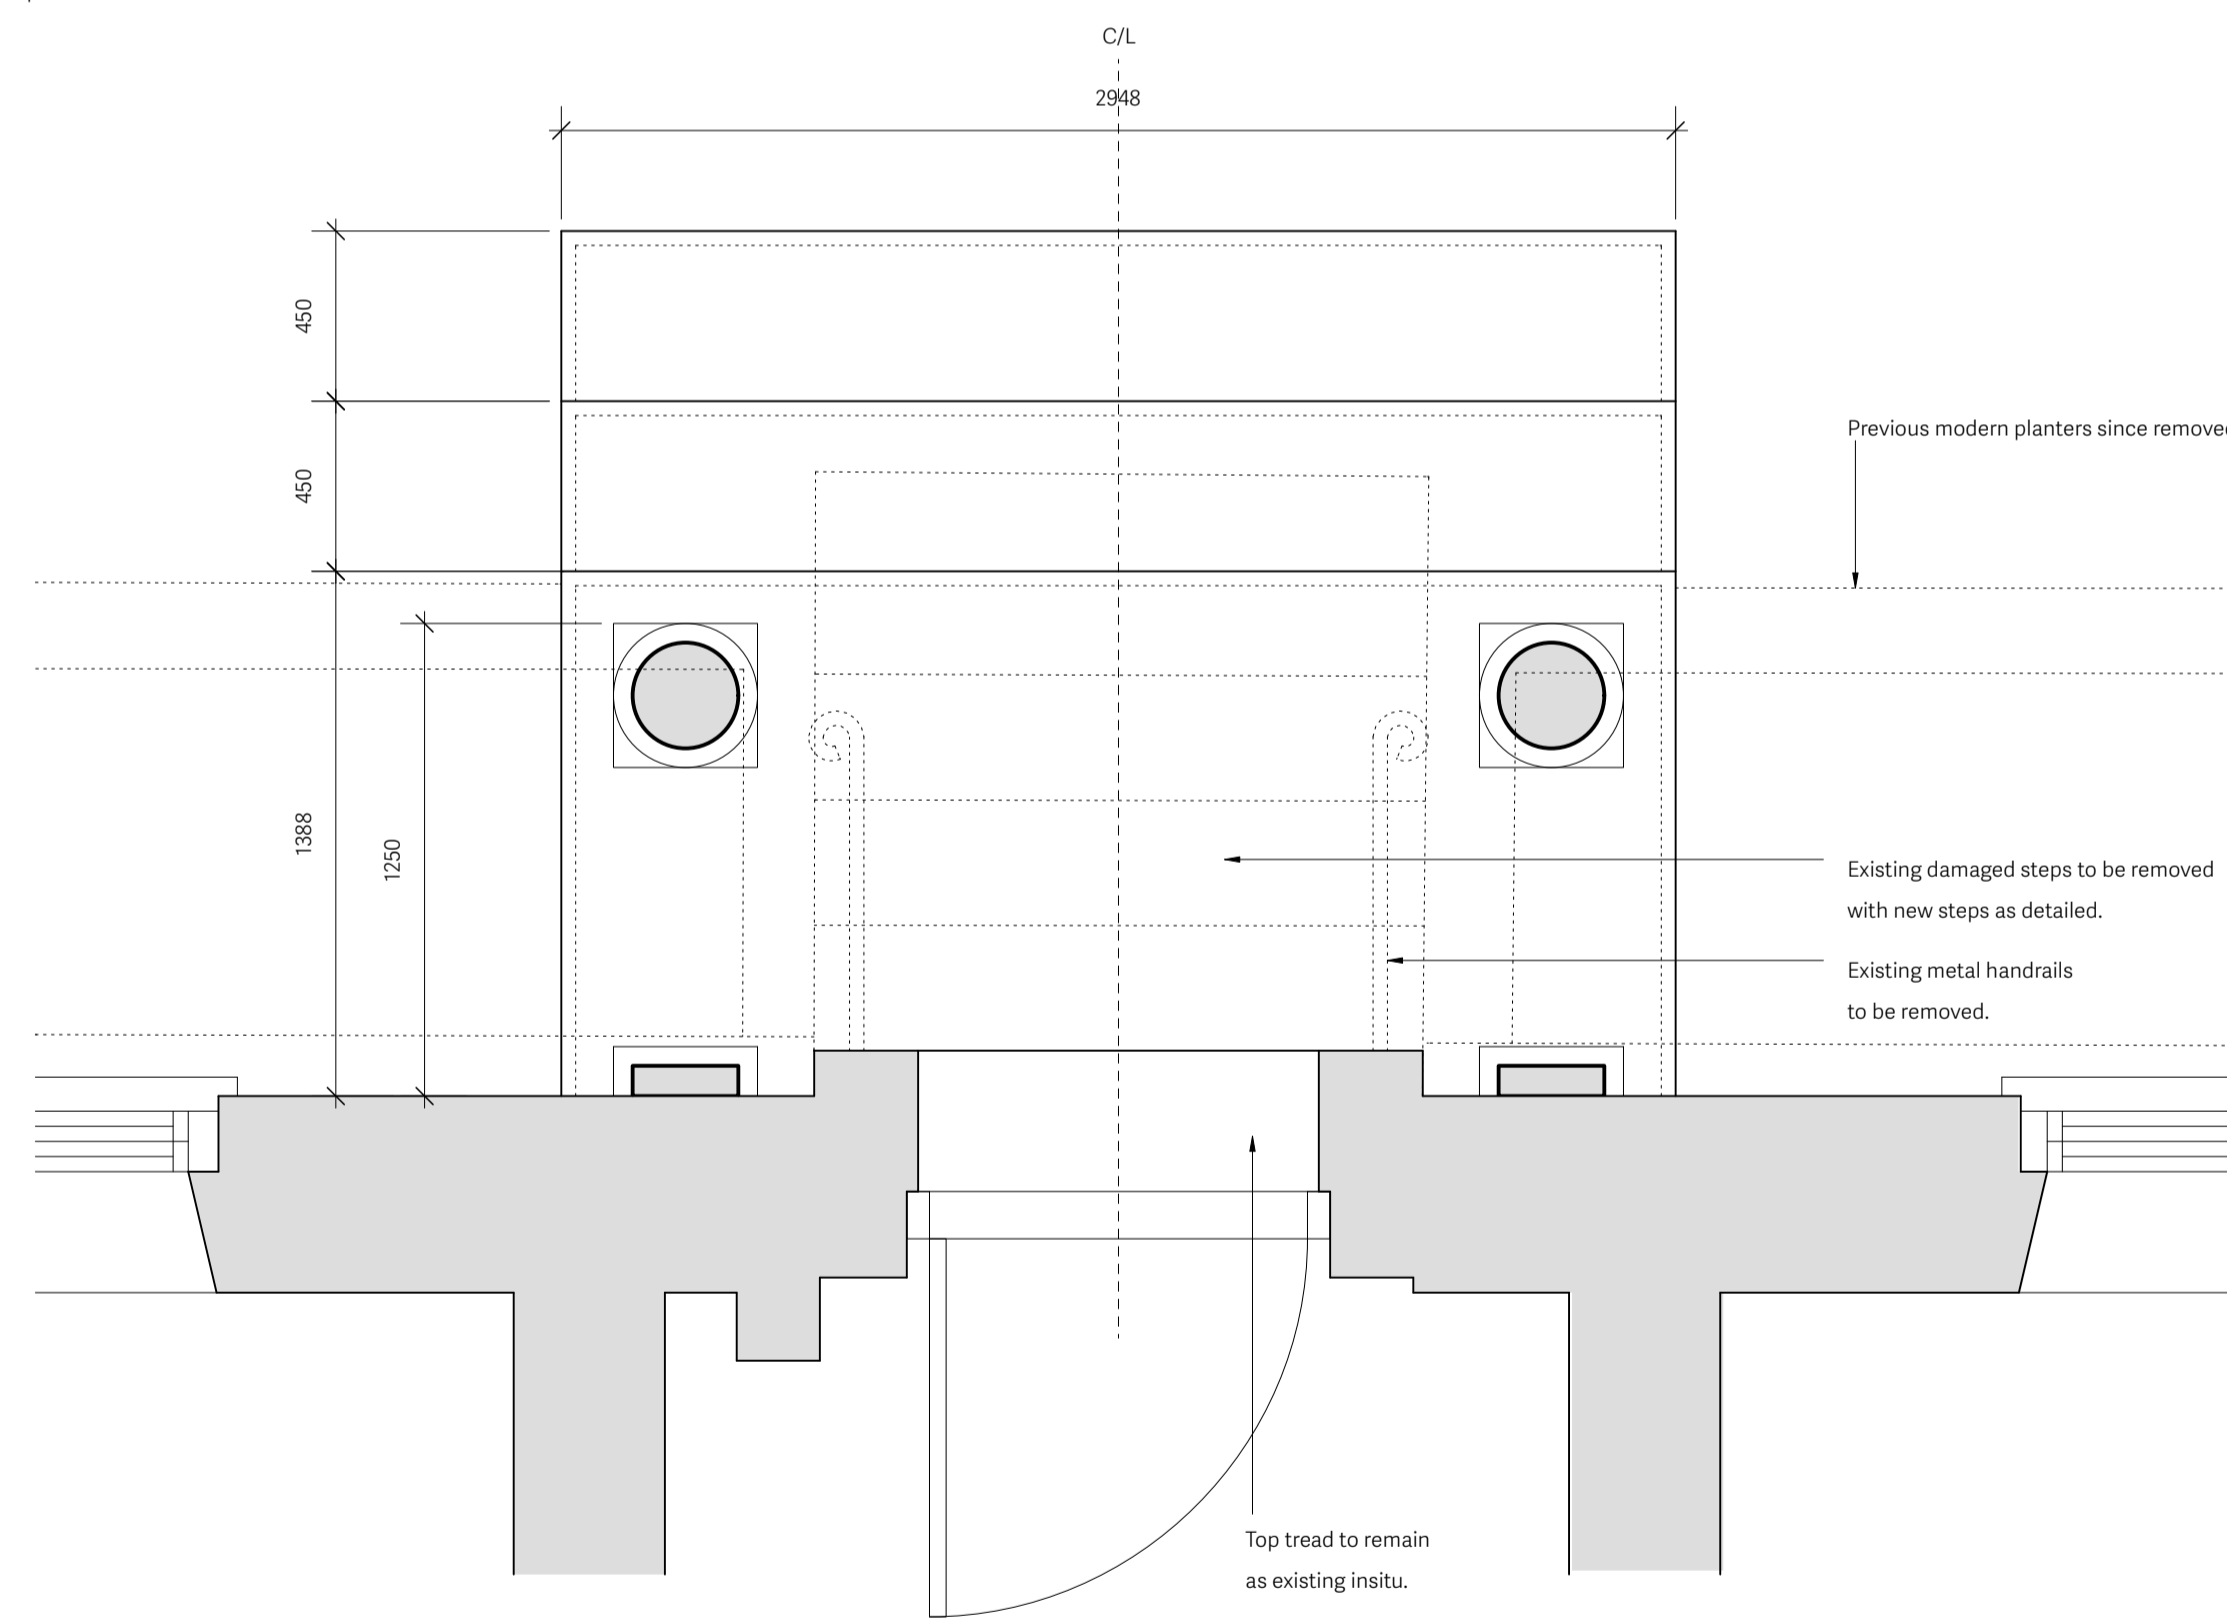 C/L
2948
450
450
1388
1250
Previous modern planters since removed
Existing damaged steps to be removed
with new steps as detailed.
Existing metal handrails
to be removed.
Top tread to remain
as existing insitu.